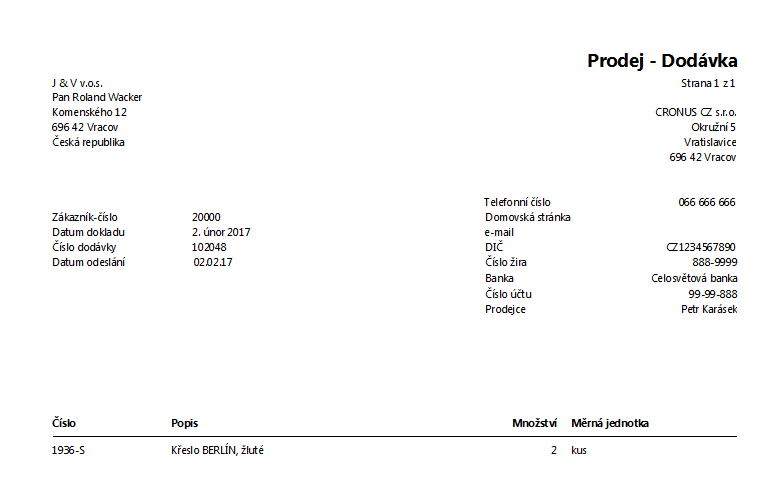 Prodej - Dodávka
J & V v.o.s. Strana 1 z 1
Pan Roland Wacker
Komenského 12 CRONUS CZ s.r.o.
696 42 Vracov Okružní 5
Česká republika Vratislavice
696 42 Vracov
Telefonní číslo 066 666 666
Zákazník-číslo 20000 Domovská stránka
Datum dokladu 2. únor 2017 e-mail
Číslo dodávky 102048 DIČ CZ1234567890
Datum odeslání 02.02.17 Číslo žira 888-9999
Banka Celosvětová banka
Číslo účtu 99-99-888
Prodejce Petr Karásek
Číslo Popis Množství Měrná jednotka
1936-S Křeslo BERLÍN, žluté 2 kus